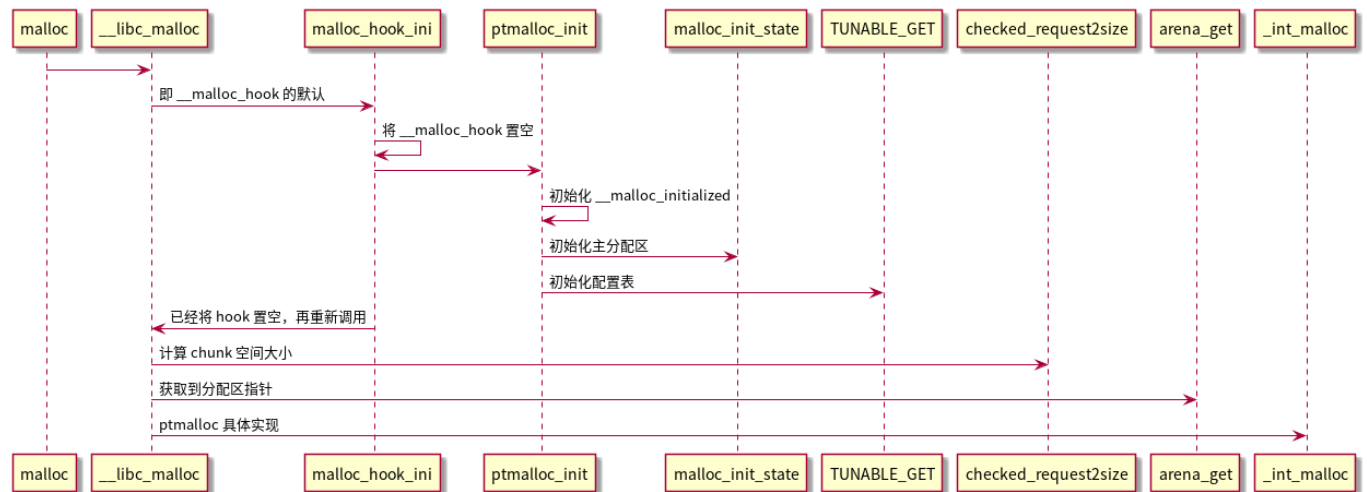 malloc
__libc_malloc
malloc_hook_ini
ptmalloc_init
malloc_init_state
TUNABLE_GET
checked_request2size
arena_get
_int_malloc
即 __malloc_hook 的默认
将 __malloc_hook 置空
初始化 __malloc_initialized
初始化主分配区
初始化配置表
已经将 hook 置空，再重新调用
计算 chunk 空间大小
获取到分配区指针
ptmalloc 具体实现
malloc
__libc_malloc
malloc_hook_ini
ptmalloc_init
malloc_init_state
TUNABLE_GET
checked_request2size
arena_get
_int_malloc